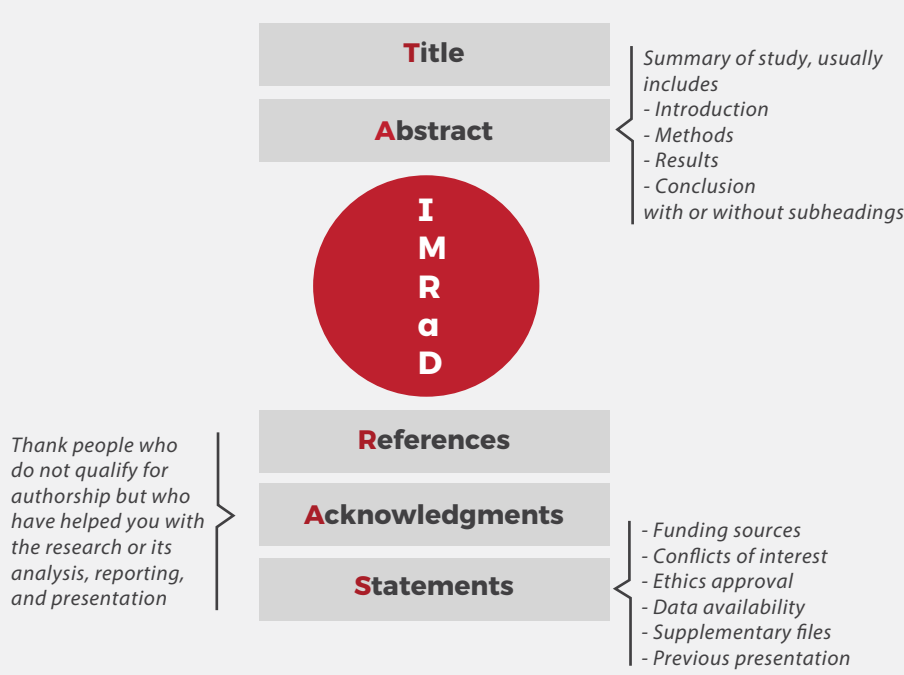 Title
Abstract
Summary of study, usually
includes
- Introduction
- Methods
- Results
- Conclusion
with or without subheadings
I
M
R
a
D
References
Acknowledgments
Statements
Thank people who
do not qualify for
authorship but who
have helped you with
the research or its
analysis, reporting,
and presentation
- Funding sources
- Conflicts of interest
- Ethics approval
- Data availability
- Supplementary files
- Previous presentation